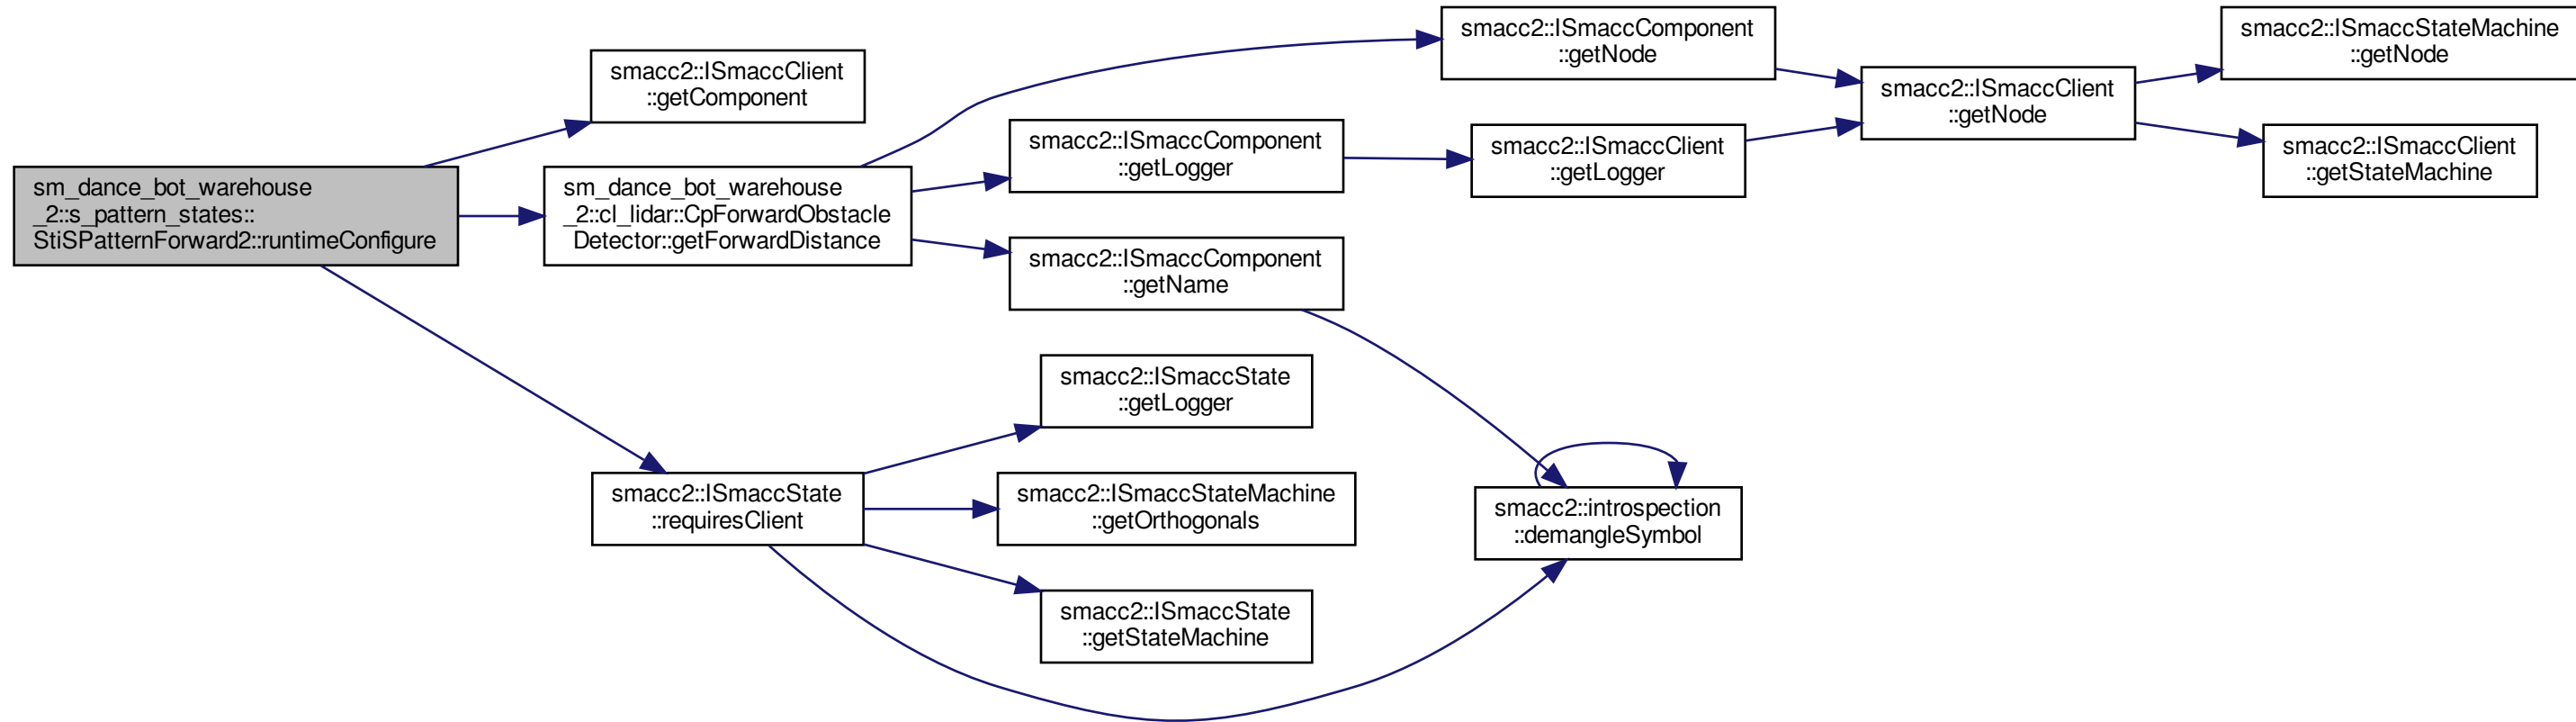 sm_dance_bot_warehouse
_2::s_pattern_states::
StiSPatternForward2::runtimeConfigure
smacc2::ISmaccClient
::getComponent
sm_dance_bot_warehouse
_2::cl_lidar::CpForwardObstacle
Detector::getForwardDistance
smacc2::ISmaccState
::requiresClient
smacc2::ISmaccComponent
::getLogger
smacc2::ISmaccComponent
::getName
smacc2::ISmaccState
::getLogger
smacc2::ISmaccStateMachine
::getOrthogonals
smacc2::ISmaccState
::getStateMachine
smacc2::ISmaccComponent
::getNode
smacc2::ISmaccClient
::getLogger
smacc2::introspection
::demangleSymbol
smacc2::ISmaccClient
::getNode
smacc2::ISmaccStateMachine
::getNode
smacc2::ISmaccClient
::getStateMachine